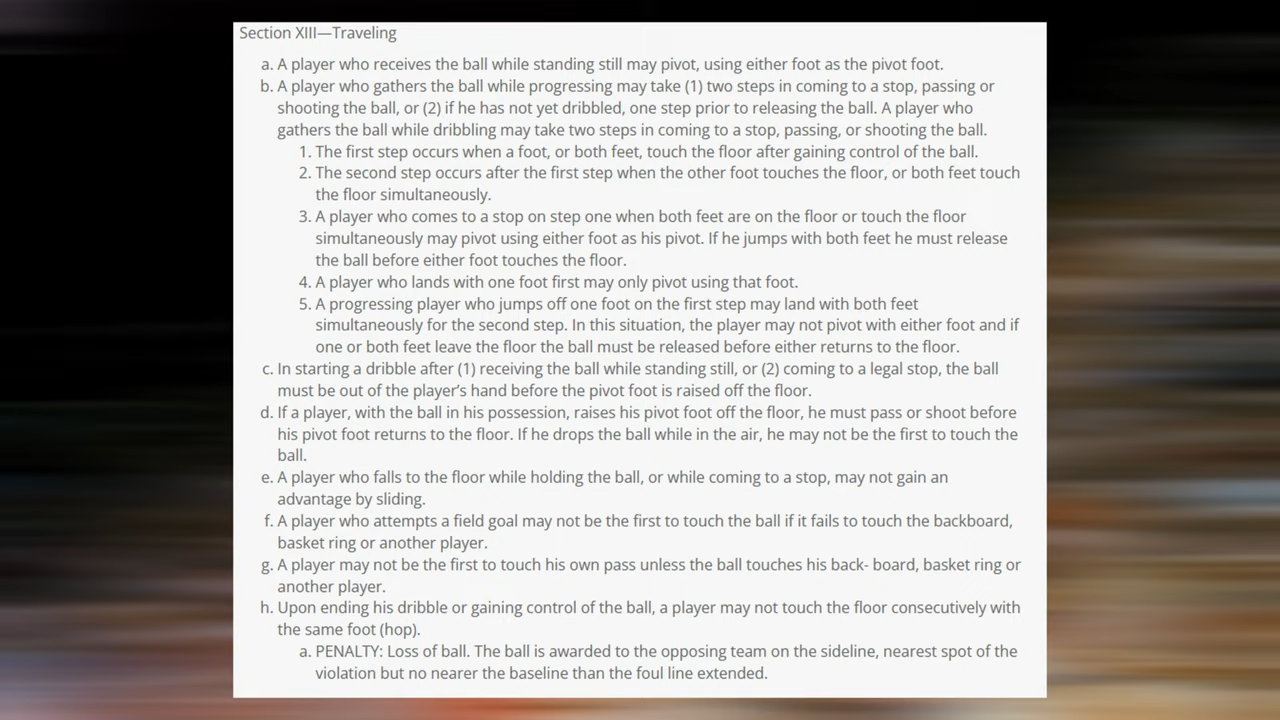 Section XIII—Traveling
a. A player who receives the ball while standing still may pivot, using either foot as the pivot foot.
b. A player who gathers the ball while progressing may take (1) two steps in coming to a stop, passing or
shooting the ball, or (2) if he has not yet dribbled, one step prior to releasing the ball. A player who
gathers the ball while dribbling may take two steps in coming to a stop, passing, or shooting the ball.
1. The first step occurs when a foot, or both feet, touch the floor after gaining control of the ball.
2. The second step occurs after the first step when the other foot touches the floor, or both feet touch
the floor simultaneously.
3. A player who comes to a stop on step one when both feet are on the floor or touch the floor
simultaneously may pivot using either foot as his pivot. If he jumps with both feet he must release
the ball before either foot touches the floor.
4. A player who lands with one foot first may only pivot using that foot.
5. A progressing player who jumps off one foot on the first step may land with both feet
simultaneously for the second step. In this situation, the player may not pivot with either foot and if
one or both feet leave the floor the ball must be released before either returns to the floor.
c. In starting a dribble after (1) receiving the ball while standing still, or (2) coming to a legal stop, the ball
must be out of the player’s hand before the pivot foot is raised off the floor.
d. If a player, with the ball in his possession, raises his pivot foot off the floor, he must pass or shoot before
his pivot foot returns to the floor. If he drops the ball while in the air, he may not be the first to touch the
ball.
e. A player who falls to the floor while holding the ball, or while coming to a stop, may not gain an
advantage by sliding.
f. A player who attempts a field goal may not be the first to touch the ball if it fails to touch the backboard,
basket ring or another player.
g. A player may not be the first to touch his own pass unless the ball touches his back- board, basket ring or
another player.
h. Upon ending his dribble or gaining control of the ball, a player may not touch the floor consecutively with
the same foot (hop).
a. PENALTY: Loss of ball. The ball is awarded to the opposing team on the sideline, nearest spot of the
violation but no nearer the baseline than the foul line extended.